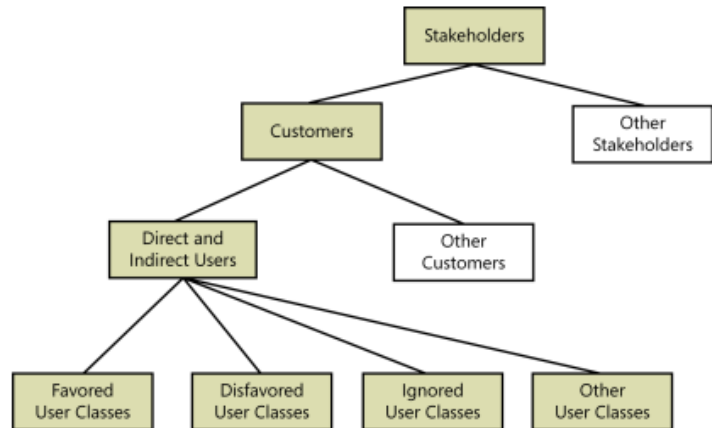 Stakeholders
Customers
Other
Stakeholders
Direct and
Indirect Users
Other
Customers
Favored
User Classes
Disfavored
User Classes
Ignored
User Classes
Other
User Classes